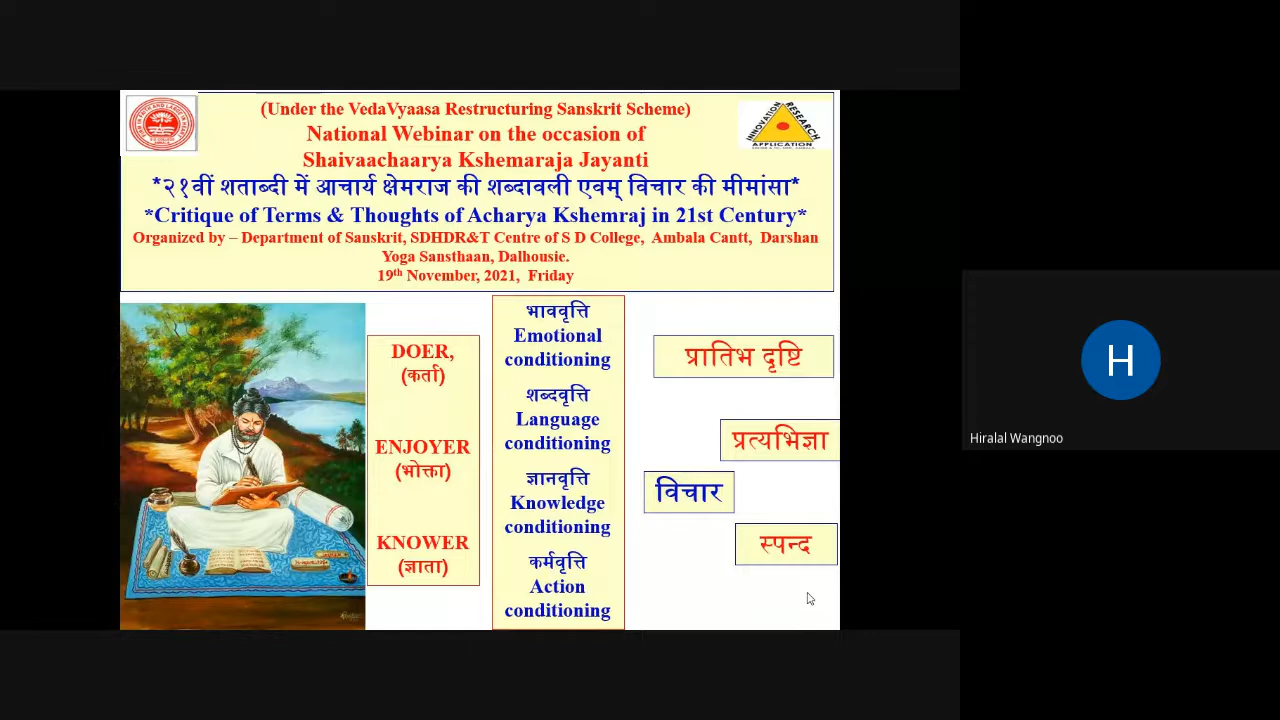 (Under the VedaVyaasa Restructuring Sanskrit Scheme)
National Webinar on the occasion of
Shaivaachaarya Kshemaraja Jayanti
*२१वीं शताब्दी में आचार्य क्षेमराज की शब्दावली एवम् विचार की मीमांसा*
*Critique of Terms & Thoughts of Acharya Kshemraj in 21st Century*
Organized by – Department of Sanskrit, SDHDR&T Centre of S D College, Ambala Cantt, Darshan
Yoga Sansthaan, Dalhousie.
19th November, 2021, Friday
INNOVATION
RESEARCH
APPLICATION
DOER,
(कर्ता)
ENJOYER
(भोक्ता)
KNOWER
(ज्ञाता)
भाववृत्ति
Emotional
conditioning
शब्दवृत्ति
Language
conditioning
ज्ञानवृत्ति
Knowledge
conditioning
कर्मवृत्ति
Action
conditioning
प्रातिभ दृष्टि
प्रत्यभिज्ञा
विचार
स्पन्द
H
Hiralal Wangnoo